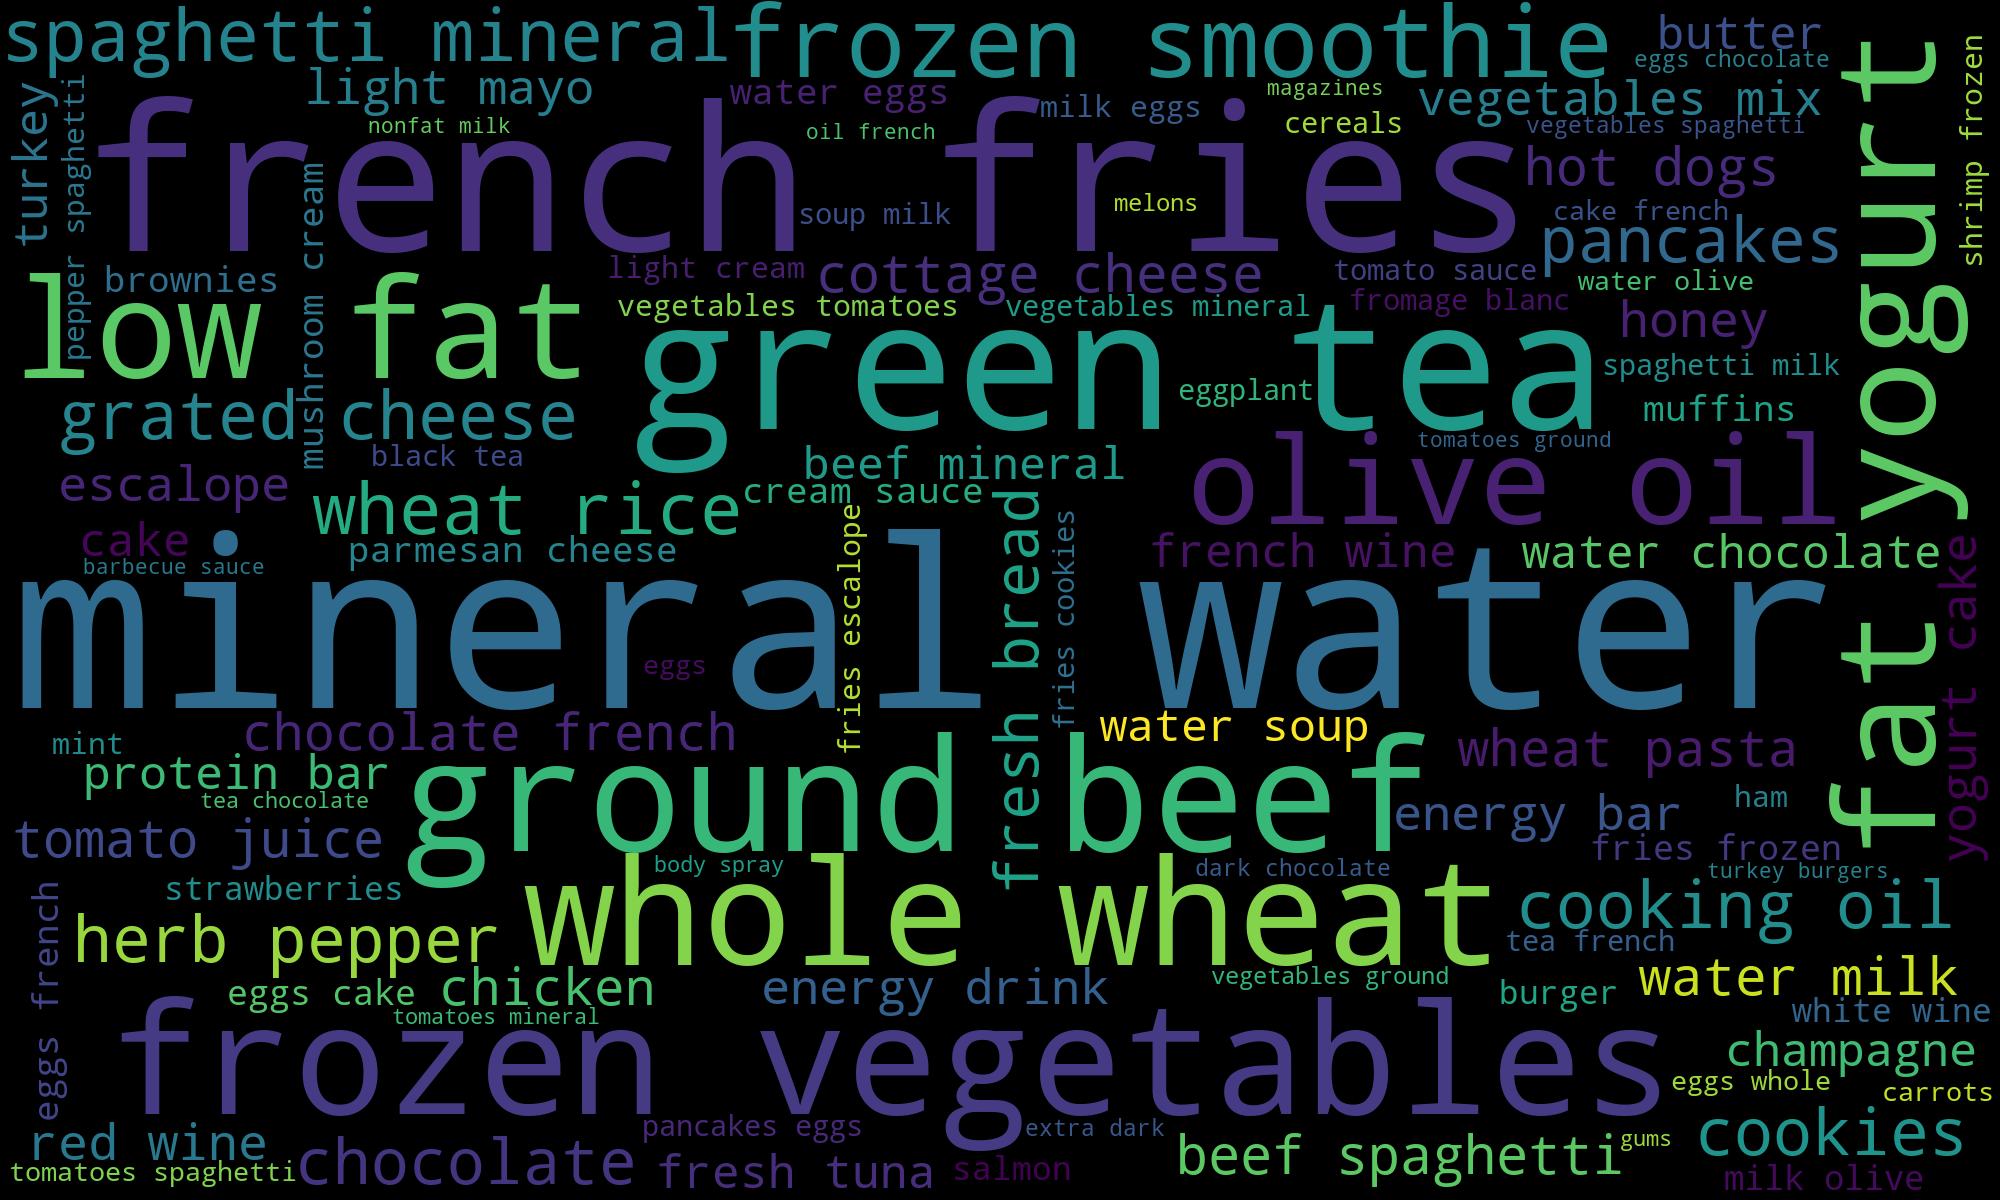 spaghetti mineral
frozen smoothie
butter
eggs chocolate
light mayo
water eggs
milk eggs
magazines
vegetables mix
cereals
nonfat milk
oil french
vegetables spaghetti
turkey
pepper spaghetti
french fries
hot dogs
fat yogurt
shrimp frozen
mushroom cream
soup milk
melons
cake french
pancakes
brownies
light cream
cottage cheese
tomato sauce
water olive
low fat
vegetables tomatoes
vegetables mineral
fromage blanc
honey
green tea
spaghetti milk
grated cheese
eggplant
muffins
black tea
tomatoes ground
beef mineral
olive oil
escalope
wheat rice
cream sauce
fresh bread
fries escalope
fries cookies
cake
barbecue sauce
parmesan cheese
french wine
water chocolate
yogurt cake
mineral water
eggs
mint
chocolate french
water soup
wheat pasta
protein bar
tea chocolate
ground beef
energy bar
ham
tomato juice
fries frozen
body spray
dark chocolate
turkey burgers
strawberries
whole wheat
cooking oil
eggs french
herb pepper
tea french
eggs cake
chicken
energy drink
vegetables ground
burger
water milk
white wine
tomatoes mineral
frozen vegetables
champagne
eggs whole
carrots
red wine
pancakes eggs
extra dark
cookies
gums
tomatoes spaghetti
chocolate
fresh tuna
salmon
beef spaghetti
milk olive